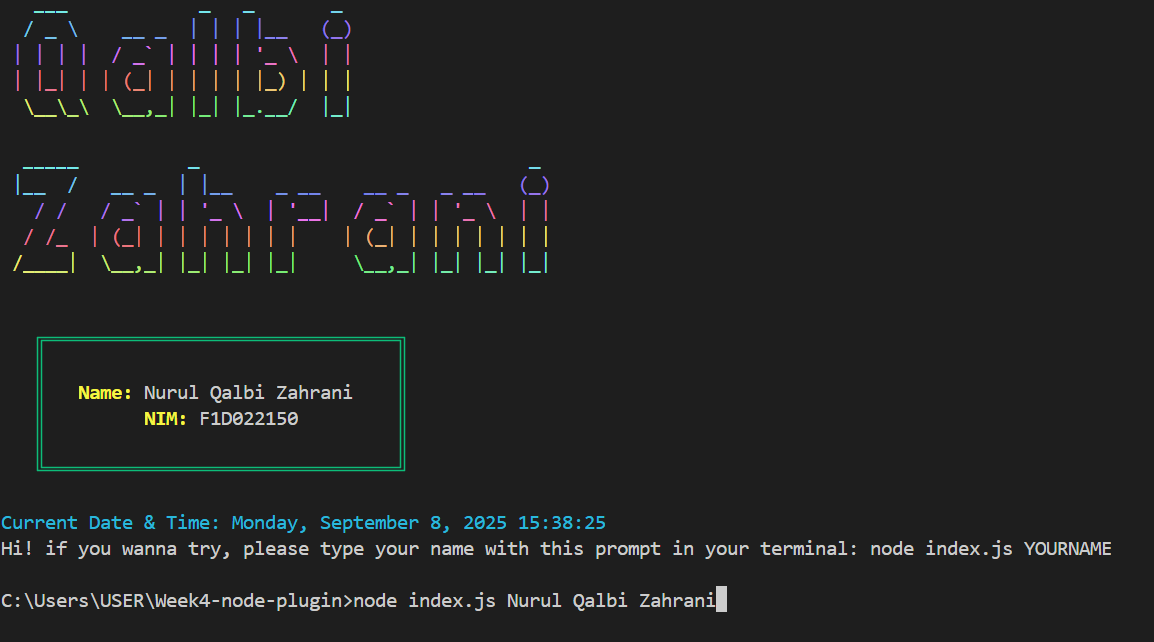 Qalbi
Zahrani
Name: Nurul Qalbi Zahrani
NIM: F1D022150
Current Date & Time: Monday, September 8, 2025 15:38:25
Hi! if you wanna try, please type your name with this prompt in your terminal: node index.js YOURNAME
C:\Users\USER\Week4-node-plugin>node index.js Nurul Qalbi Zahrani